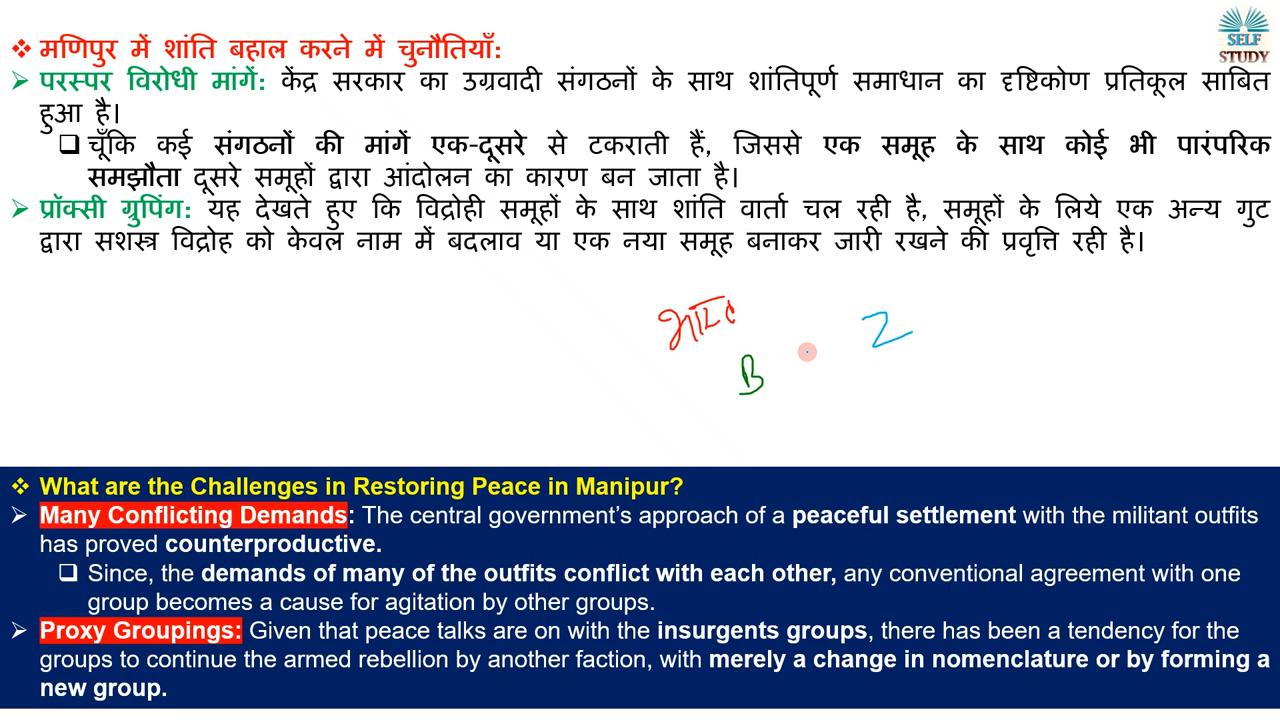 SELF
STUDY
❖ मणिपुर में शांति बहाल करने में चुनौतियाँ:
➢ परस्पर विरोधी मांगें: केंद्र सरकार का उग्रवादी संगठनों के साथ शांतिपूर्ण समाधान का दृष्टिकोण प्रतिकूल साबित
हुआ है।
❑ चूँकि कई संगठनों की मांगें एक-दूसरे से टकराती हैं, जिससे एक समूह के साथ कोई भी पारंपरिक
समझौता दूसरे समूहों द्वारा आंदोलन का कारण बन जाता है।
➢ प्रॉक्सी ग्रुपिंग: यह देखते हुए कि विद्रोही समूहों के साथ शांति वार्ता चल रही है, समूहों के लिये एक अन्य गुट
द्वारा सशस्त्र विद्रोह को केवल नाम में बदलाव या एक नया समूह बनाकर जारी रखने की प्रवृत्ति रही है।
भारत
B
❖ What are the Challenges in Restoring Peace in Manipur?
➢ Many Conflicting Demands: The central government's approach of a peaceful settlement with the militant outfits
has proved counterproductive.
❑ Since, the demands of many of the outfits conflict with each other, any conventional agreement with one
group becomes a cause for agitation by other groups.
➢ Proxy Groupings: Given that peace talks are on with the insurgents groups, there has been a tendency for the
groups to continue the armed rebellion by another faction, with merely a change in nomenclature or by forming a
new group.